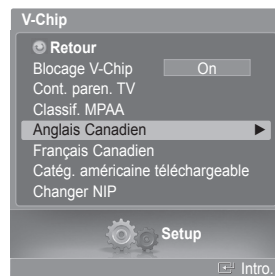 V-Chip
Retour
Blocage V-Chip On
Cont. paren. TV
Classif. MPAA
Anglais Canadien
Français Canadien
Catég. américaine téléchargeable
Changer NIP
Setup
Intro.